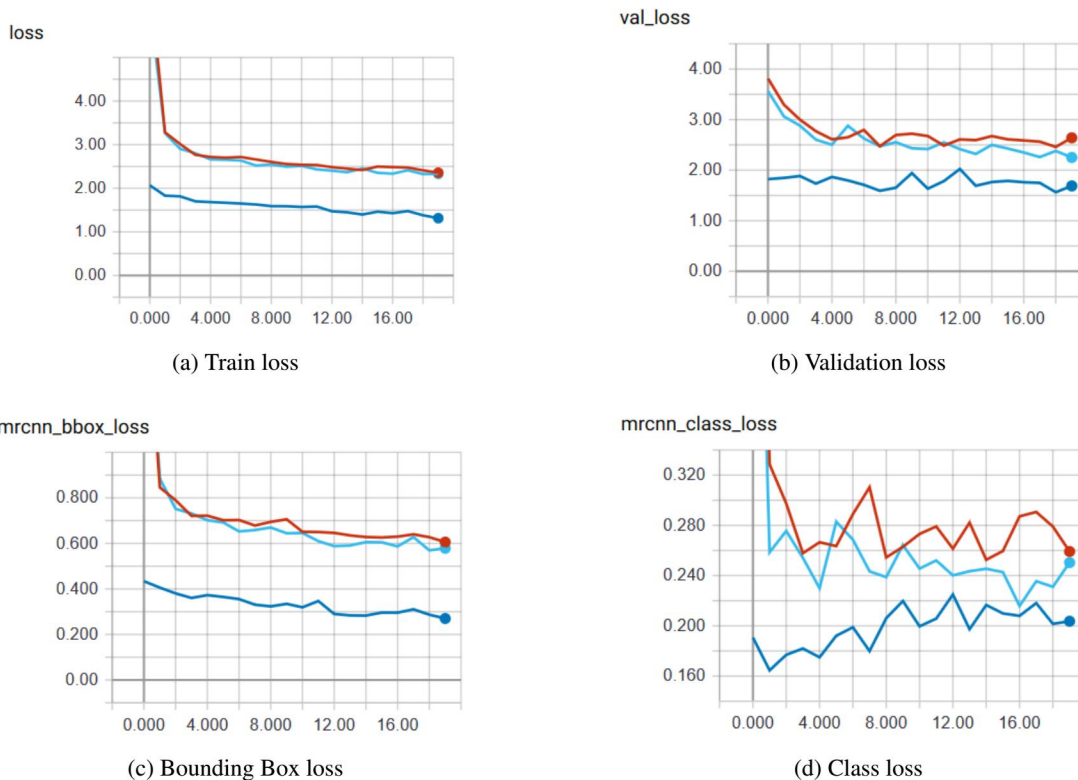 loss
4.00
3.00
2.00
1.00
0.00
0.000 4.000 8.000 12.00 16.00
(a) Train loss
val_loss
4.00
3.00
2.00
1.00
0.00
0.000 4.000 8.000 12.00 16.00
(b) Validation loss
mrcnn_bbox_loss
0.800
0.600
0.400
0.200
0.00
0.000 4.000 8.000 12.00 16.00
(c) Bounding Box loss
mrcnn_class_loss
0.320
0.280
0.240
0.200
0.160
0.000 4.000 8.000 12.00 16.00
(d) Class loss